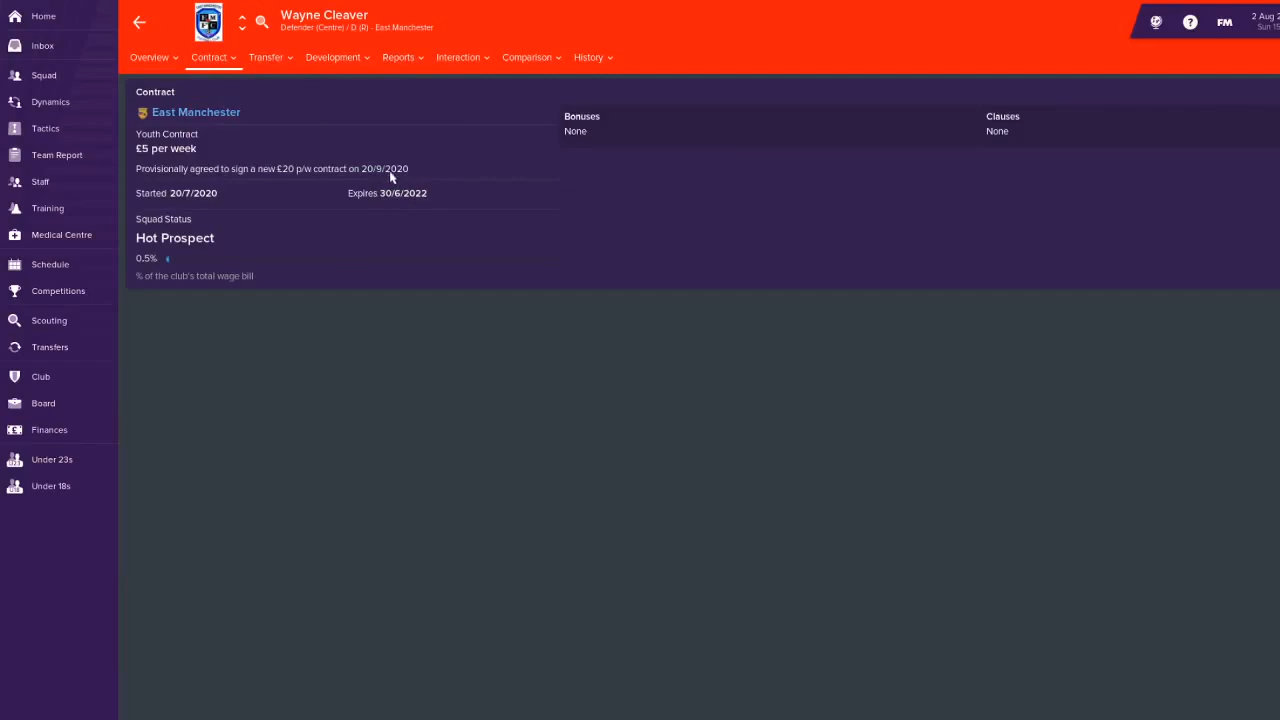 Home
Inbox
Squad
Dynamics
Tactics
Team Report
Staff
Training
Medical Centre
Schedule
Competitions
Scouting
Transfers
Club
Board
Finances
Under 23s
Under 18s
Wayne Cleaver
Defender (Centre) / D (R) - East Manchester
FM
2 Aug
Sun
Overview
Contract
Transfer
Development
Reports
Interaction
Comparison
History
Contract
East Manchester
Youth Contract
£5 per week
Provisionally agreed to sign a new £20 p/w contract on 20/9/2020
Started 20/7/2020
Expires 30/6/2022
Squad Status
Hot Prospect
0.5%
% of the club's total wage bill
Bonuses
None
Clauses
None